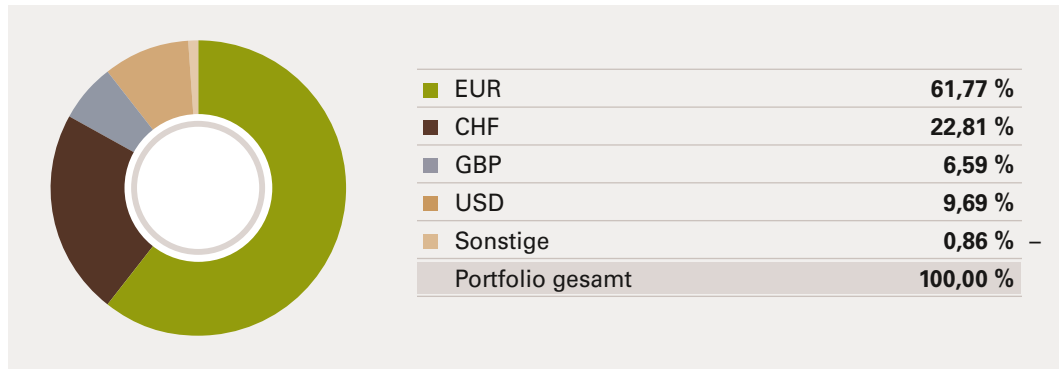 EUR 61,77 %
CHF 22,81 %
GBP 6,59 %
USD 9,69 %
Sonstige 0,86 % –
Portfolio gesamt 100,00 %